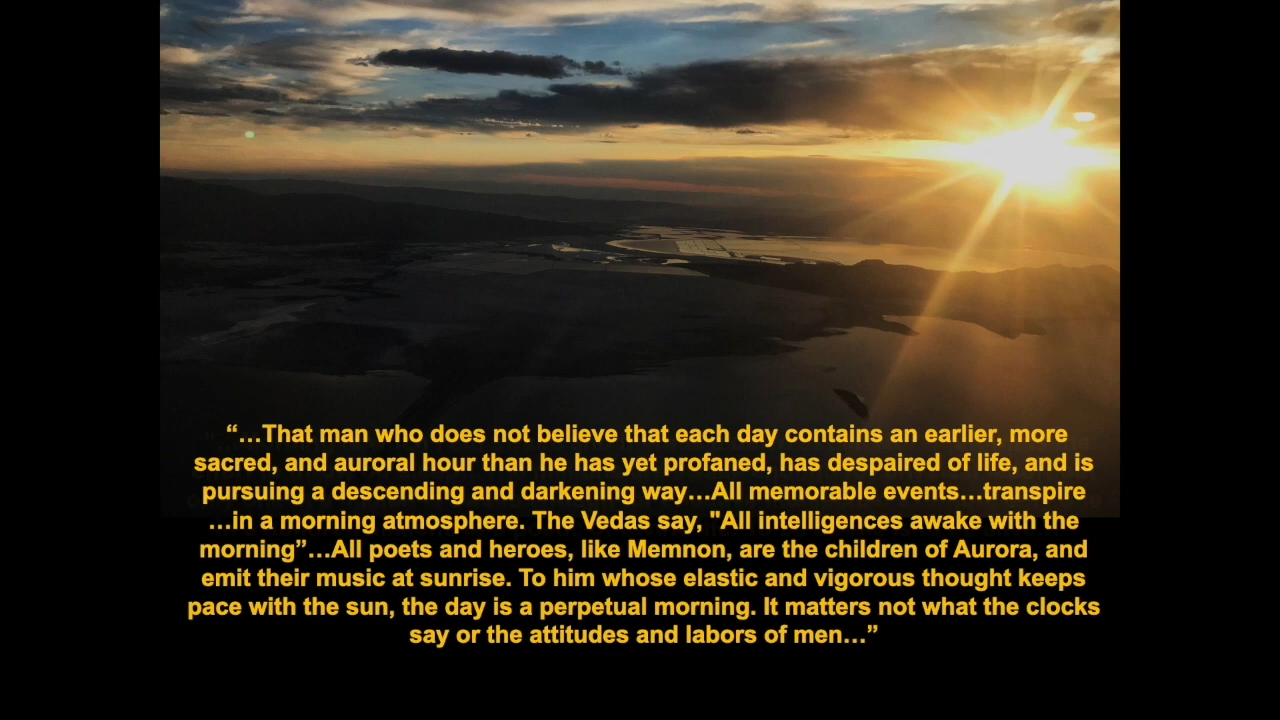 “…That man who does not believe that each day contains an earlier, more
sacred, and auroral hour than he has yet profaned, has despaired of life, and is
pursuing a descending and darkening way…All memorable events…transpire
…in a morning atmosphere. The Vedas say, "All intelligences awake with the
morning”…All poets and heroes, like Memnon, are the children of Aurora, and
emit their music at sunrise. To him whose elastic and vigorous thought keeps
pace with the sun, the day is a perpetual morning. It matters not what the clocks
say or the attitudes and labors of men…”